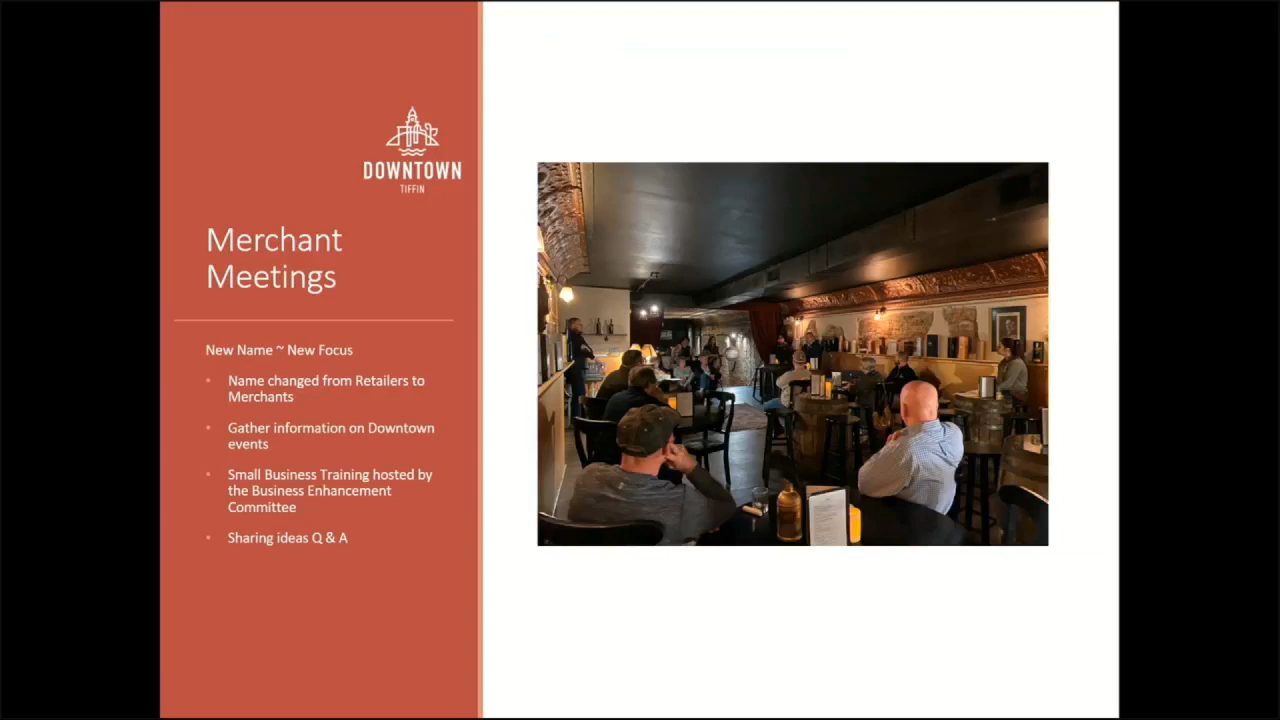 DOWNTOWN
TIFFIN
Merchant
Meetings
New Name ~ New Focus
• Name changed from Retailers to
Merchants
• Gather information on Downtown
events
• Small Business Training hosted by
the Business Enhancement
Committee
• Sharing ideas Q & A